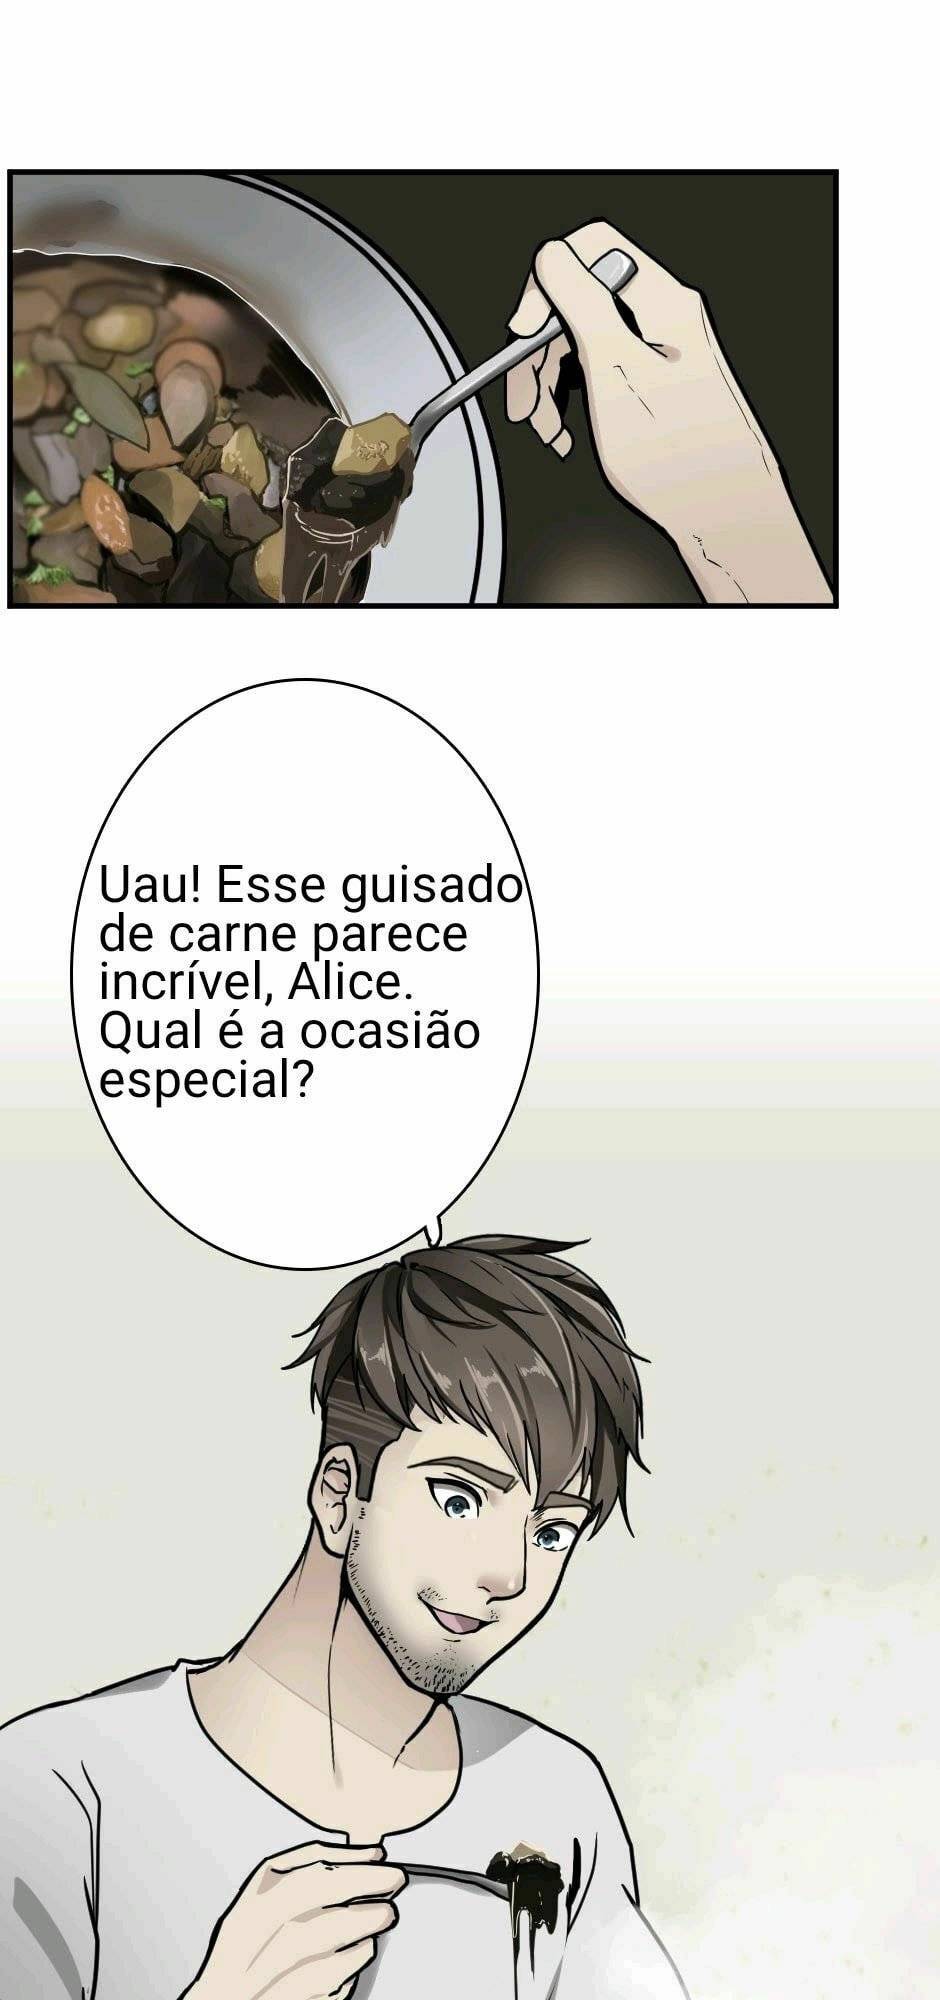 Uau! Esse guisado
de carne parece
incrível, Alice.
Qual é a ocasião
especial?